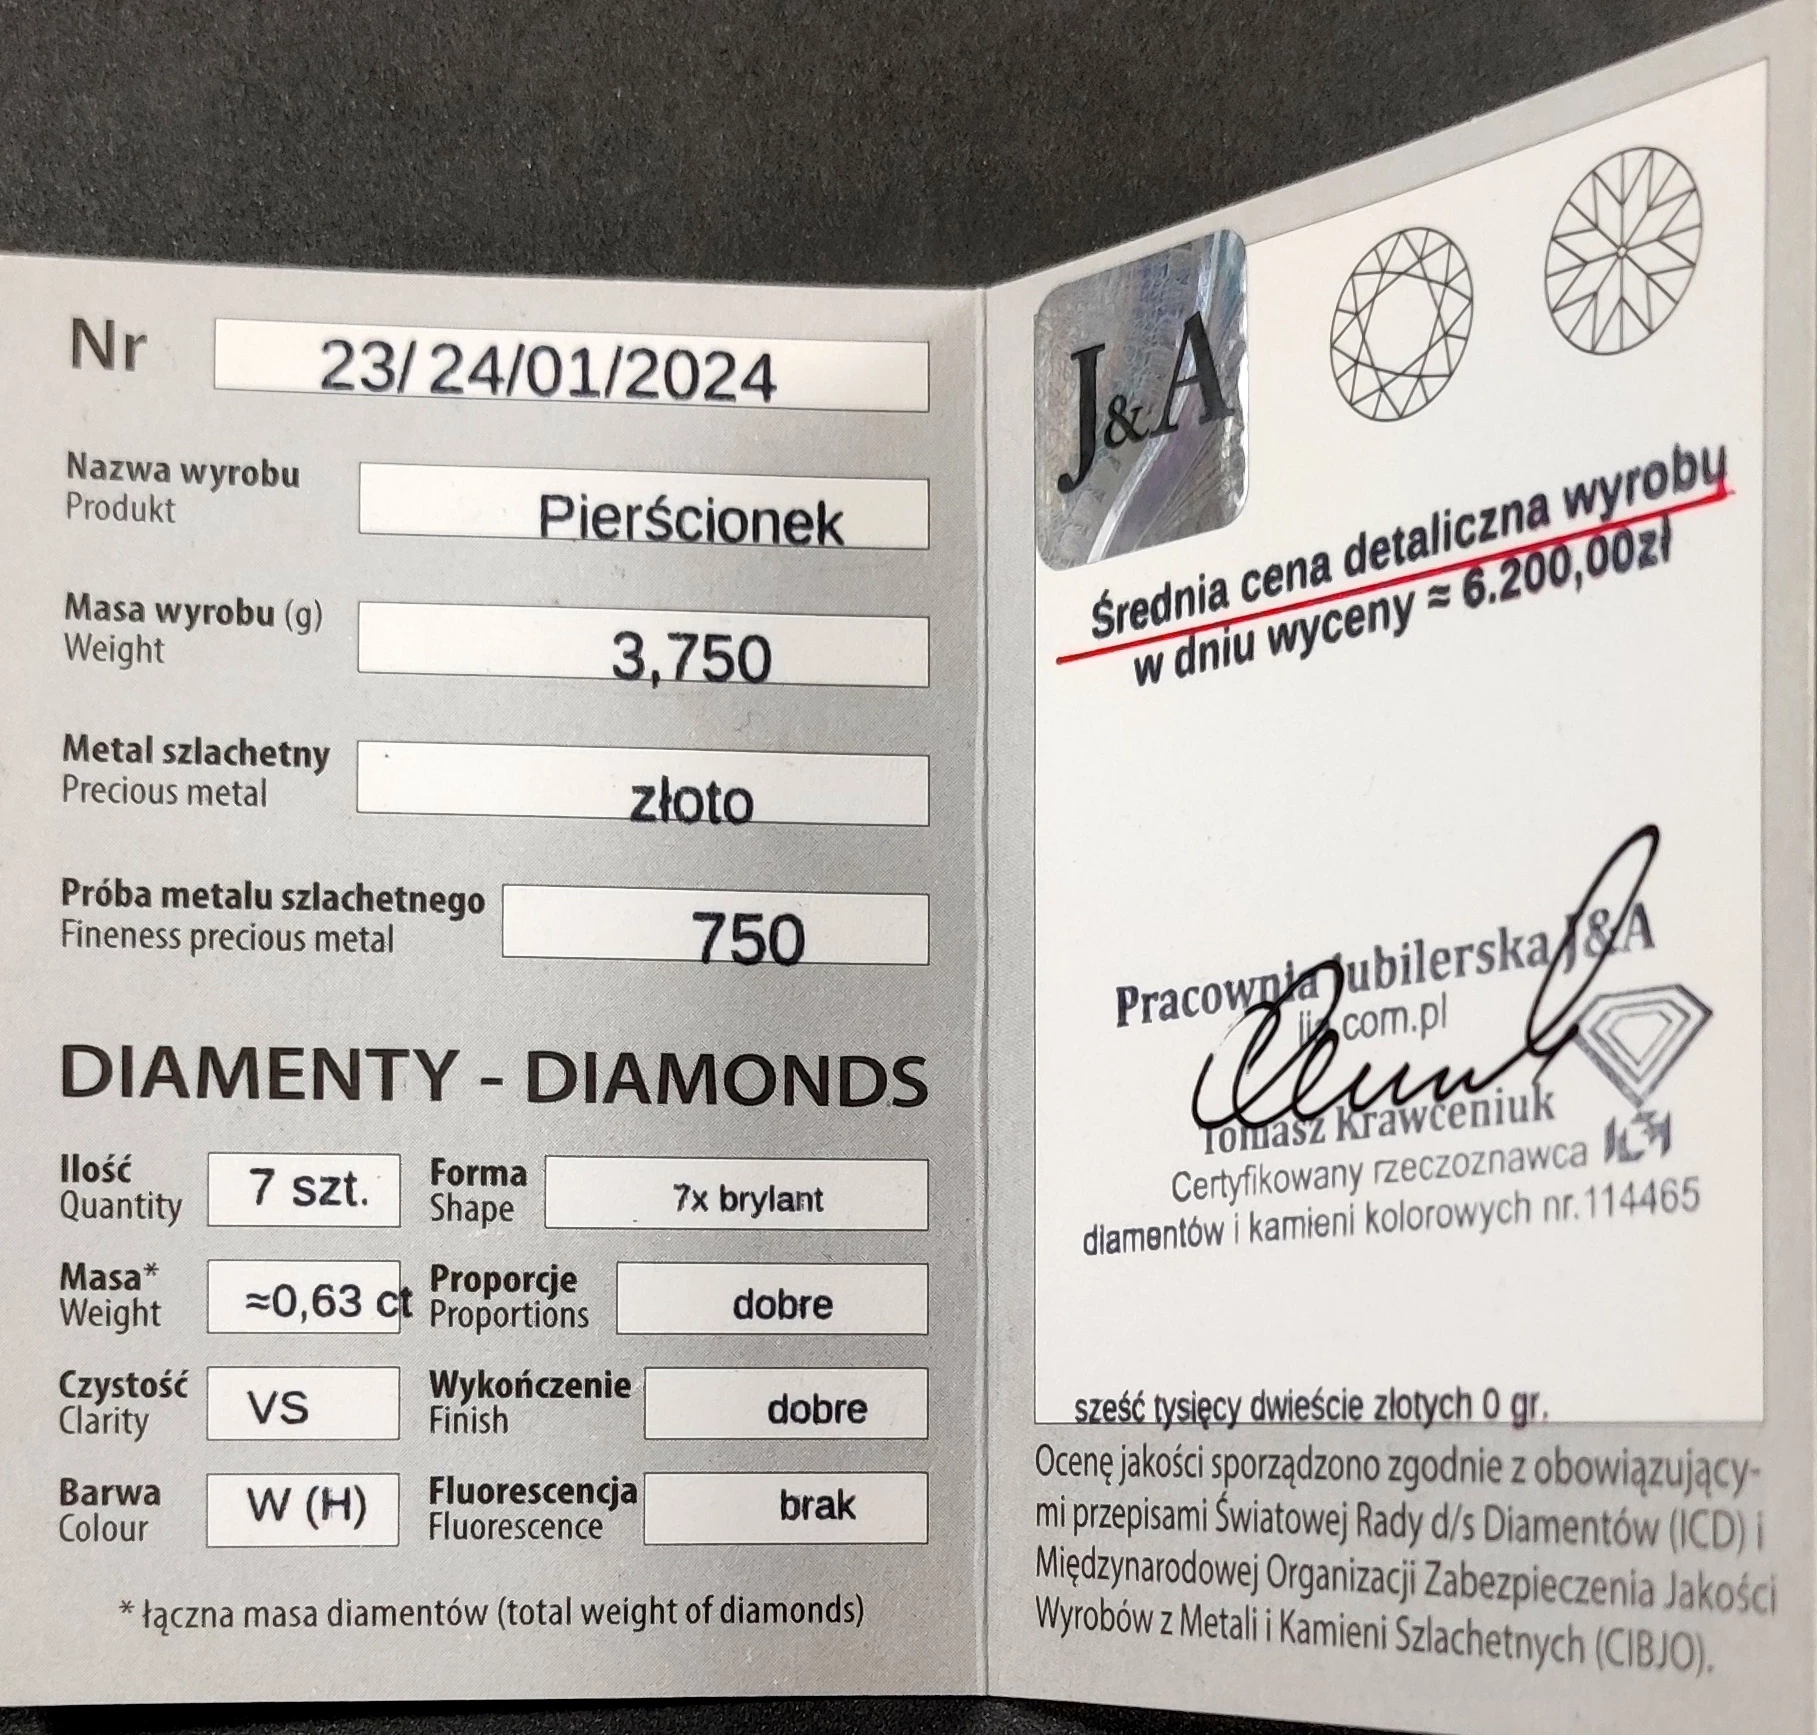 Nr 23/24/01/2024
Nazwa wyrobu
Produkt
Pierścionek
Masa wyrobu (g)
Weight
3,750
Metal szlachetny
Precious metal
złoto
Próba metalu szlachetnego
Fineness precious metal
750
DIAMENTY - DIAMONDS
Ilość
Quantity
7 szt.
Forma
Shape
7x brylant
Masa*
Weight
≈0,63 ct
Proporcje
Proportions
dobre
Czystość
Clarity
VS
Wykończenie
Finish
dobre
Barwa
Colour
W (H)
Fluorescencja
Fluorescence
brak
* łączna masa diamentów (total weight of diamonds)
J&A
Średnia cena detaliczna wyrobu
w dniu wyceny ≈ 6.200,00zł
Pracownia Jubilerska J&A
.com.pl
Tomasz Krawceniuk
Certyfikowany rzeczoznawca
diamentów i kamieni kolorowych nr.114465
sześć tysięcy dwieście złotych 0 gr.
Ocenę jakości sporządzono zgodnie z obowiązujący-
mi przepisami Światowej Rady d/s Diamentów (ICD) i
Międzynarodowej Organizacji Zabezpieczenia Jakości
Wyrobów z Metali i Kamieni Szlachetnych (CIBJO).